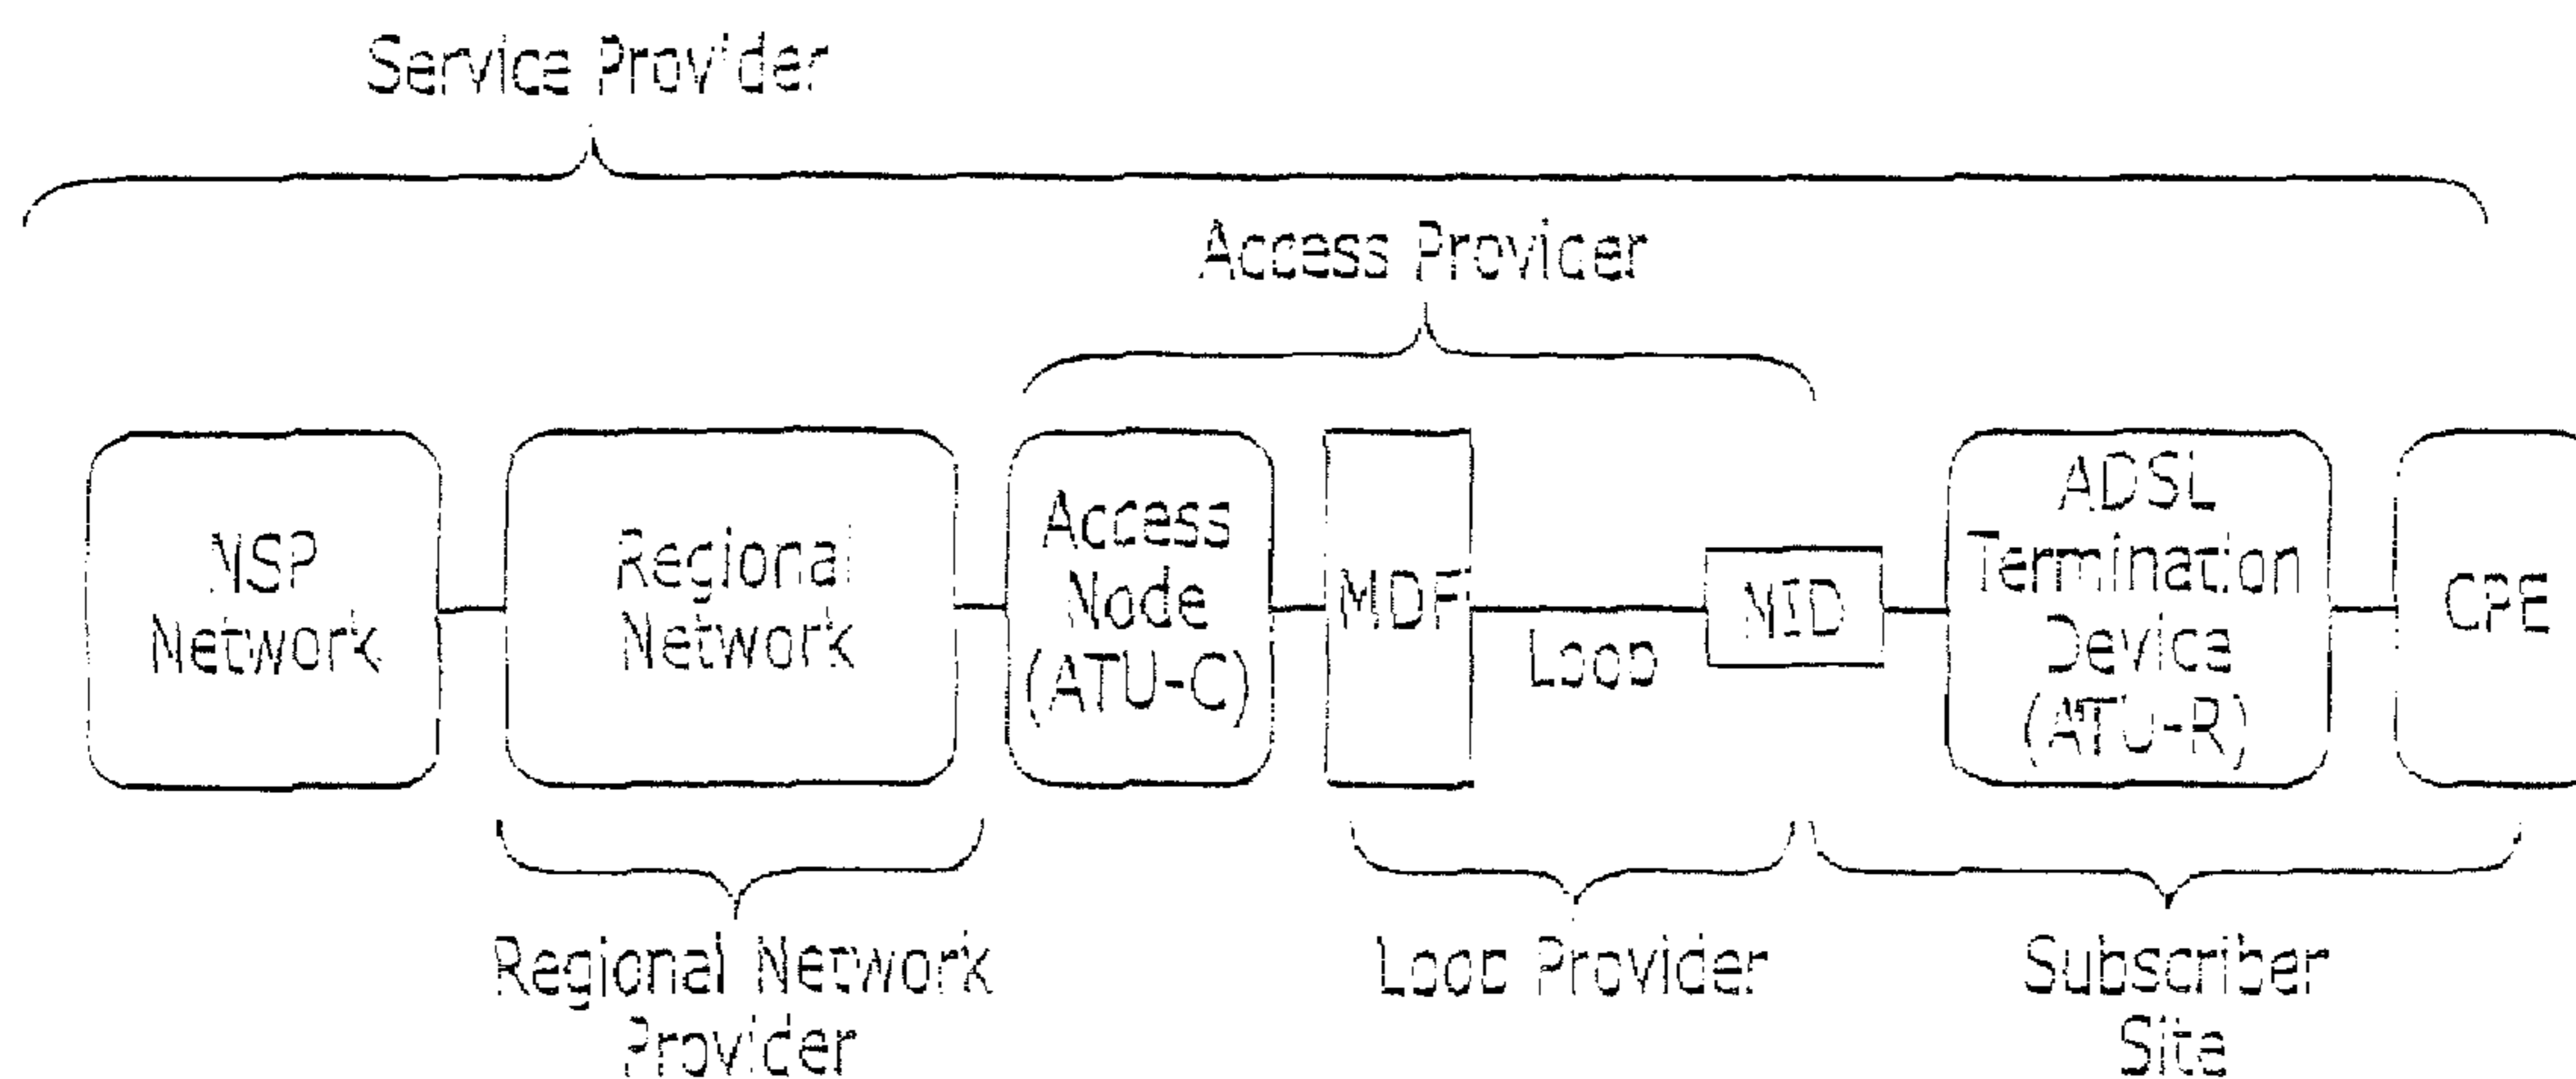 Service Provider
Access Provider
NSP
Network
Regional
Network
Access
Node
(ATU-C)
MDF
Loop
NID
ADSL
Termination
Device
(ATU-R)
CPE
Regional Network
Provider
Loop Provider
Subscriber
Site